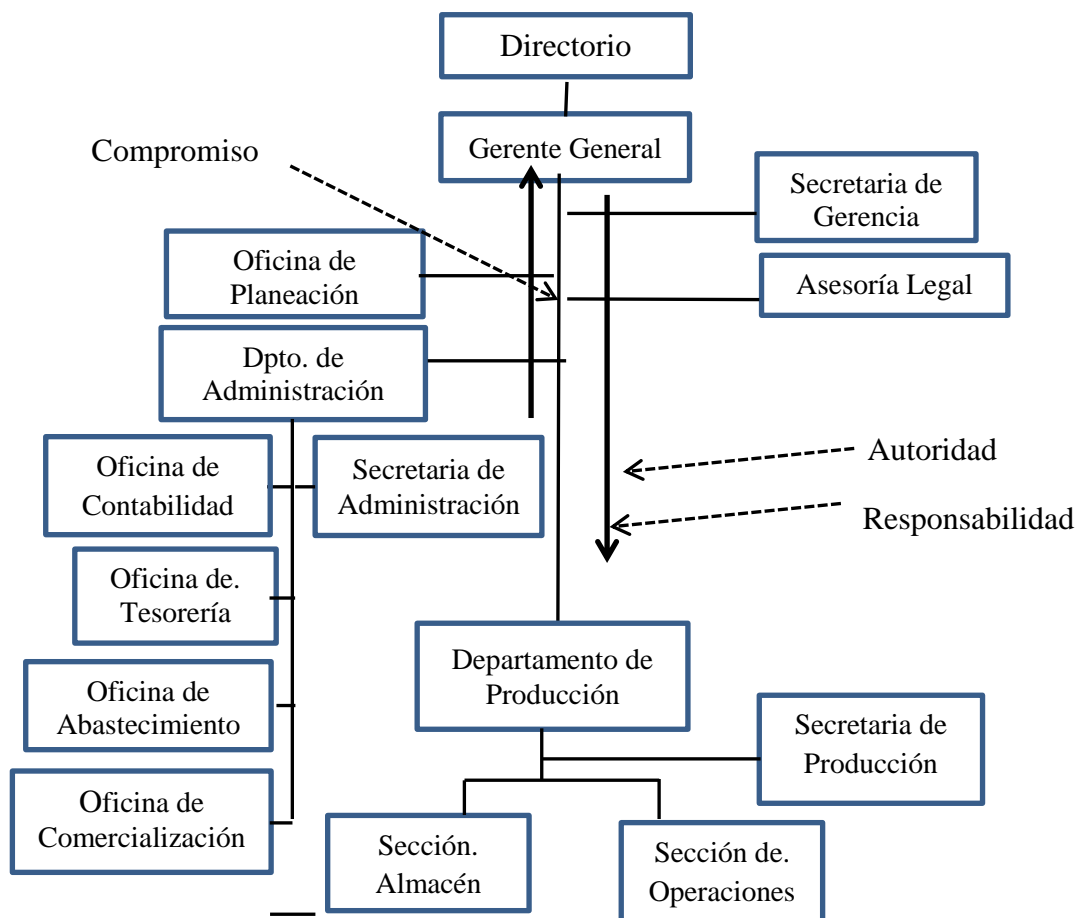 Directorio
Gerente General
Compromiso
Secretaria de
Gerencia
Oficina de
Planeación
Asesoría Legal
Dpto. de
Administración
Oficina de
Contabilidad
Secretaria de
Administración
Autoridad
Responsabilidad
Oficina de.
Tesorería
Departamento de
Producción
Oficina de
Abastecimiento
Secretaria de
Producción
Oficina de
Comercialización
Sección.
Almacén
Sección de.
Operaciones